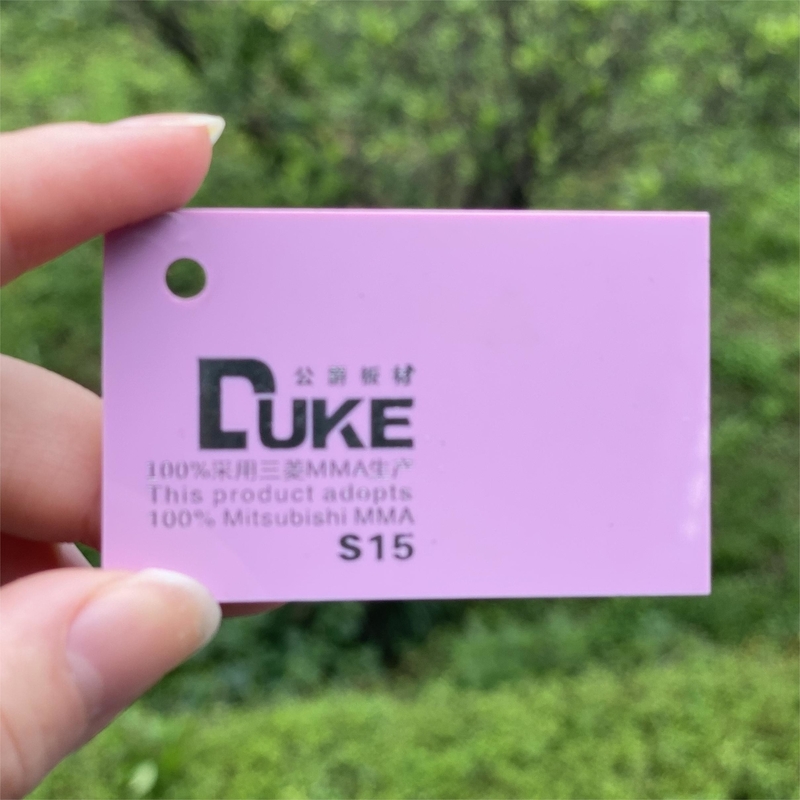 公爵板材
DUKE
100%采用三菱MMA生产
This product adopts
100% Mitsubishi MMA
S15